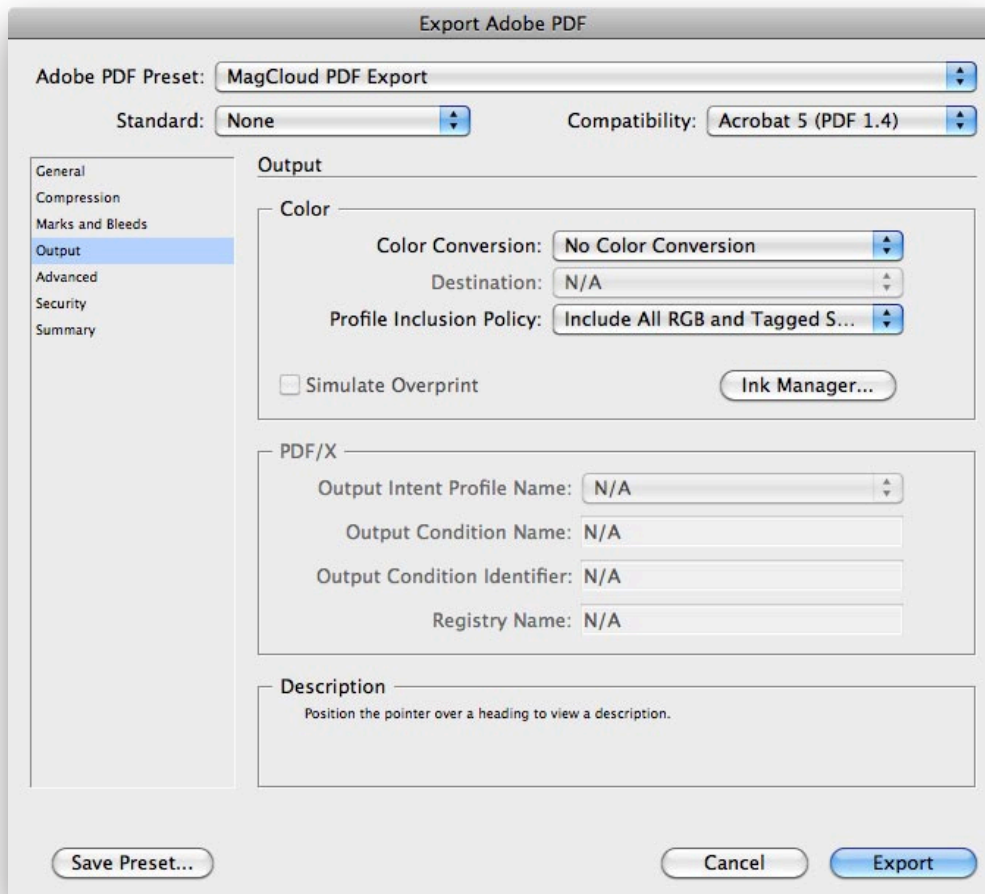 Export Adobe PDF
Adobe PDF Preset: MagCloud PDF Export
Standard: None Compatibility: Acrobat 5 (PDF 1.4)
General
Compression
Marks and Bleeds
Output
Advanced
Security
Summary
Output
Color
Color Conversion: No Color Conversion
Destination: N/A
Profile Inclusion Policy: Include All RGB and Tagged S...
Simulate Overprint Ink Manager...
PDF/X
Output Intent Profile Name: N/A
Output Condition Name: N/A
Output Condition Identifier: N/A
Registry Name: N/A
Description
Position the pointer over a heading to view a description.
Save Preset... Cancel Export